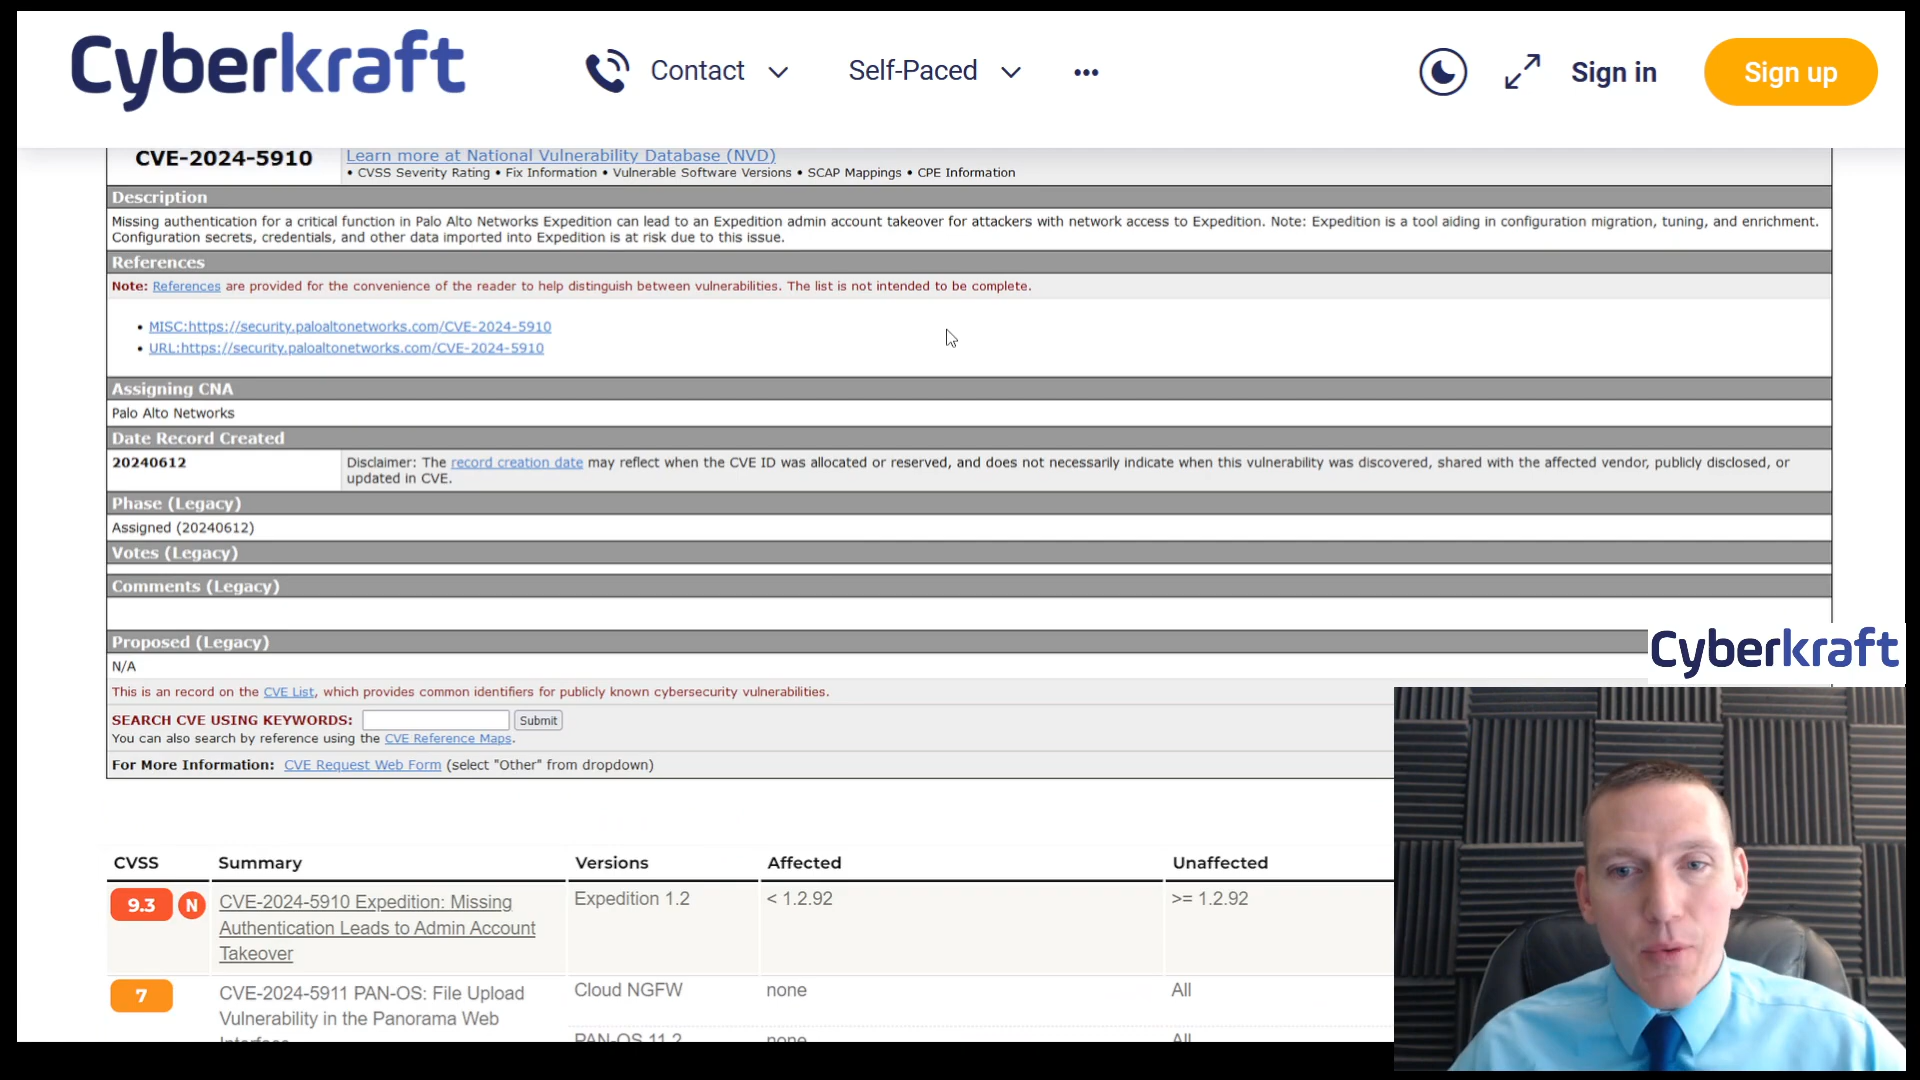 Cyberkraft
Contact
Self-Paced
•••
Sign in
Sign up
CVE-2024-5910
Learn more at National Vulnerability Database (NVD)
• CVSS Severity Rating • Fix Information • Vulnerable Software Versions • SCAP Mappings • CPE Information
Description
Missing authentication for a critical function in Palo Alto Networks Expedition can lead to an Expedition admin account takeover for attackers with network access to Expedition. Note: Expedition is a tool aiding in configuration migration, tuning, and enrichment.
Configuration secrets, credentials, and other data imported into Expedition is at risk due to this issue.
References
Note: References are provided for the convenience of the reader to help distinguish between vulnerabilities. The list is not intended to be complete.
• MISC:https://security.paloaltonetworks.com/CVE-2024-5910
• URL:https://security.paloaltonetworks.com/CVE-2024-5910
Assigning CNA
Palo Alto Networks
Date Record Created
20240612
Disclaimer: The record creation date may reflect when the CVE ID was allocated or reserved, and does not necessarily indicate when this vulnerability was discovered, shared with the affected vendor, publicly disclosed, or
updated in CVE.
Phase (Legacy)
Assigned (20240612)
Votes (Legacy)
Comments (Legacy)
Proposed (Legacy)
N/A
This is an record on the CVE List, which provides common identifiers for publicly known cybersecurity vulnerabilities.
SEARCH CVE USING KEYWORDS:
Submit
You can also search by reference using the CVE Reference Maps.
For More Information: CVE Request Web Form (select "Other" from dropdown)
Cyberkraft
CVSS
Summary
Versions
Affected
Unaffected
9.3
N
CVE-2024-5910 Expedition: Missing
Authentication Leads to Admin Account
Takeover
Expedition 1.2
< 1.2.92
>= 1.2.92
7
CVE-2024-5911 PAN-OS: File Upload
Vulnerability in the Panorama Web
Interface
Cloud NGFW
none
All
PAN-OS 11.2
none
All